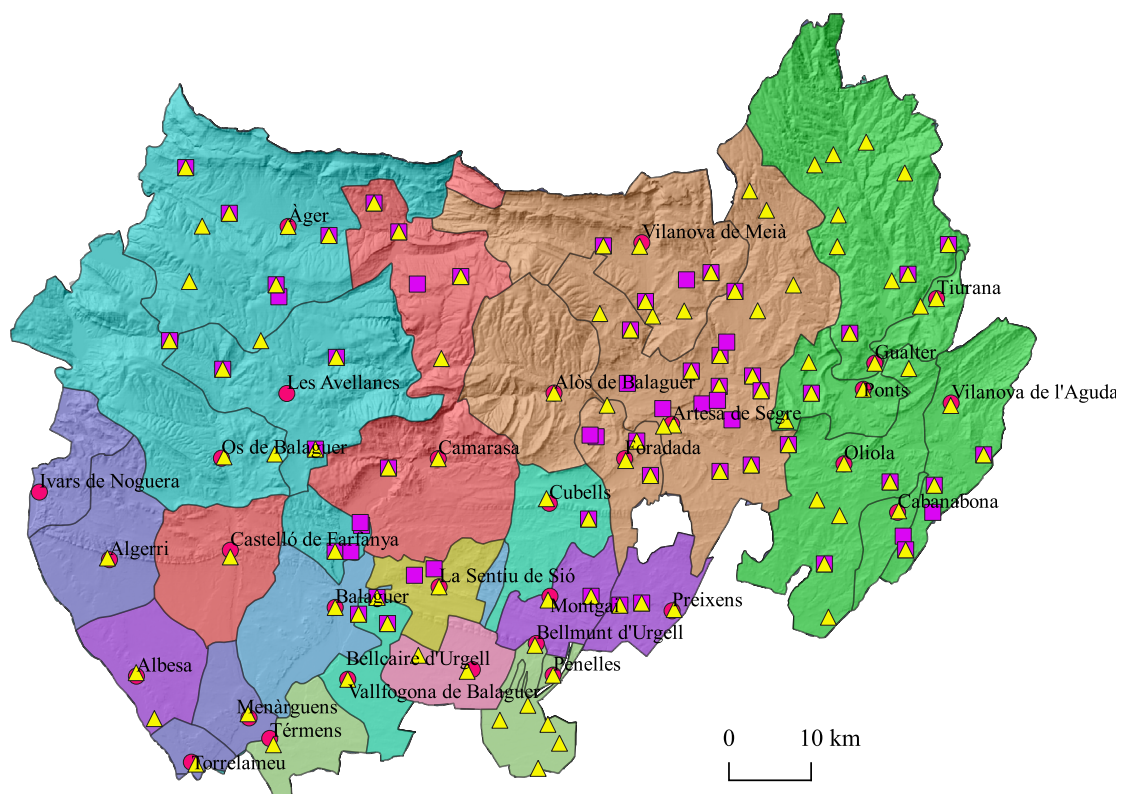 Àger
Vilanova de Meià
Tiurana
Gualter
Les Avellanes
Alòs de Balaguer
Ponts
Vilanova de l'Aguda
Artesa de Segre
Os de Balaguer
Camarasa
Foradada
Oliola
Ivars de Noguera
Cubells
Cabanabona
Castelló de Farfanya
Algerri
La Sentiu de Sió
Balaguer
Montgai
Preixens
Bellmunt d'Urgell
Bellcaire d'Urgell
Penelles
Albesa
Vallfogona de Balaguer
Menàrguens
Térmens
Torrelameu
0 10 km